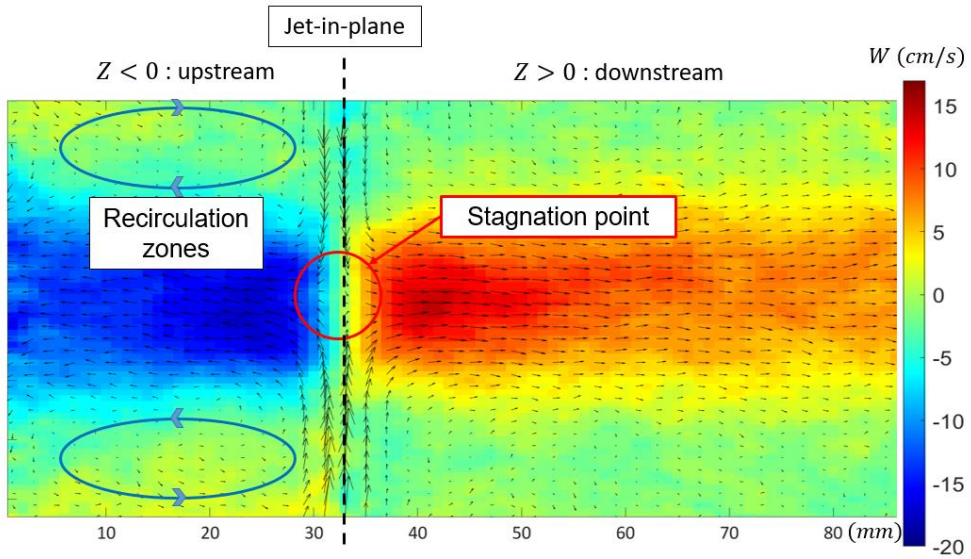 Jet-in-plane
Z < 0 : upstream
Z > 0 : downstream
W (cm/s)
Recirculation
zones
Stagnation point
15
10
5
0
-5
-10
-15
-20
10 20 30 40 50 60 70 80 (mm)